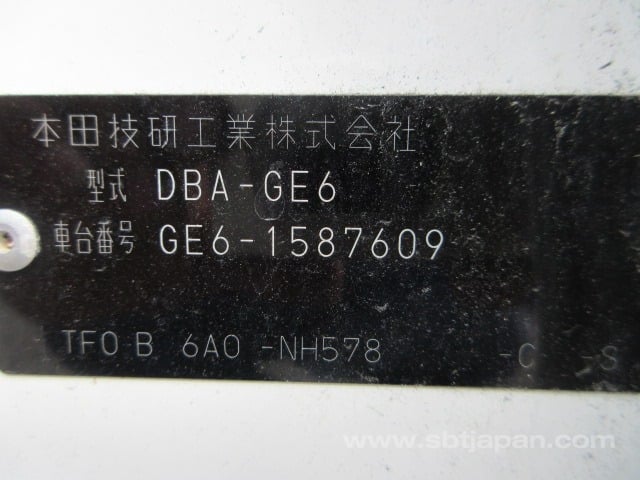 本田技研工業株式会社
型式 DBA-GE6
車台番号 GE6-1587609
TF0 B 6A0 -NH578 -C -S
www.sbtjapan.com